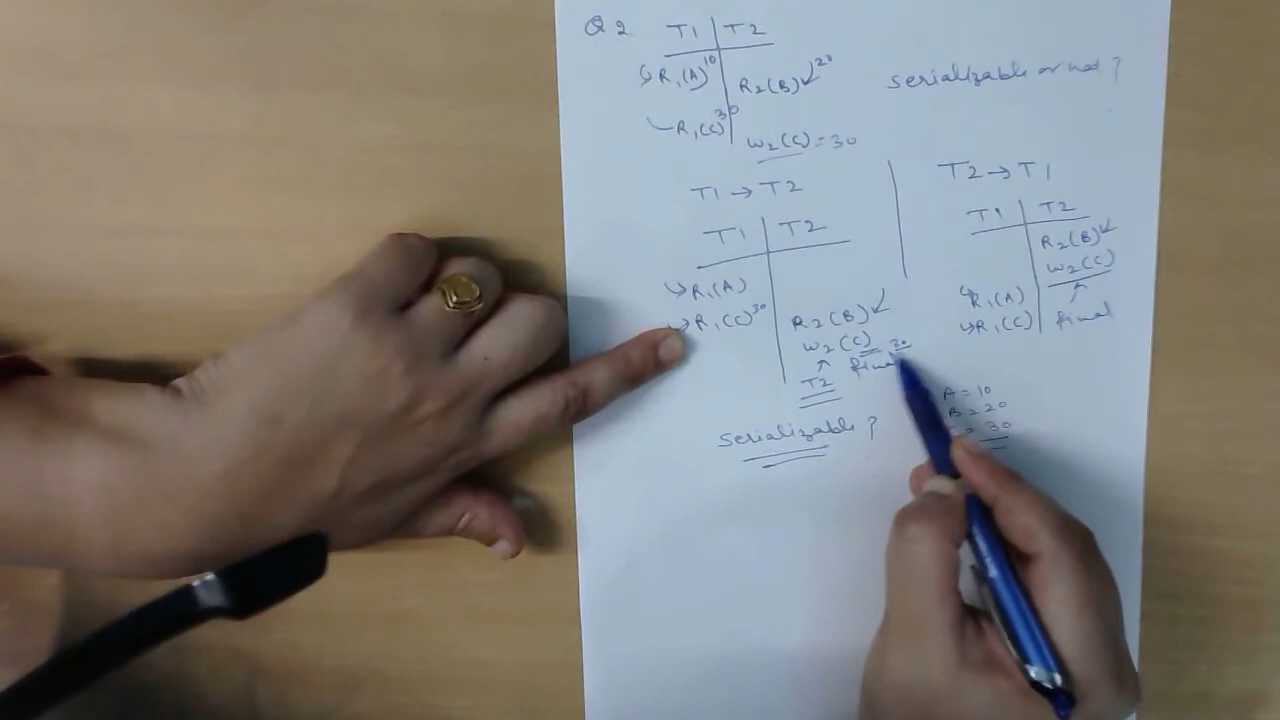 Q2 T1 T2
R1(A) 10
R2(B) 20
serializable or not ?
R1(C) 30
W2(C) = 30
T1 → T2
T1 T2
R1(A)
R1(C) 30
R2(B)
W2(C) 30
T2 final
serializable ?
T2 → T1
T1 T2
R2(B)
W2(C)
R1(A)
R1(C) final
A = 10
B = 20
= 30